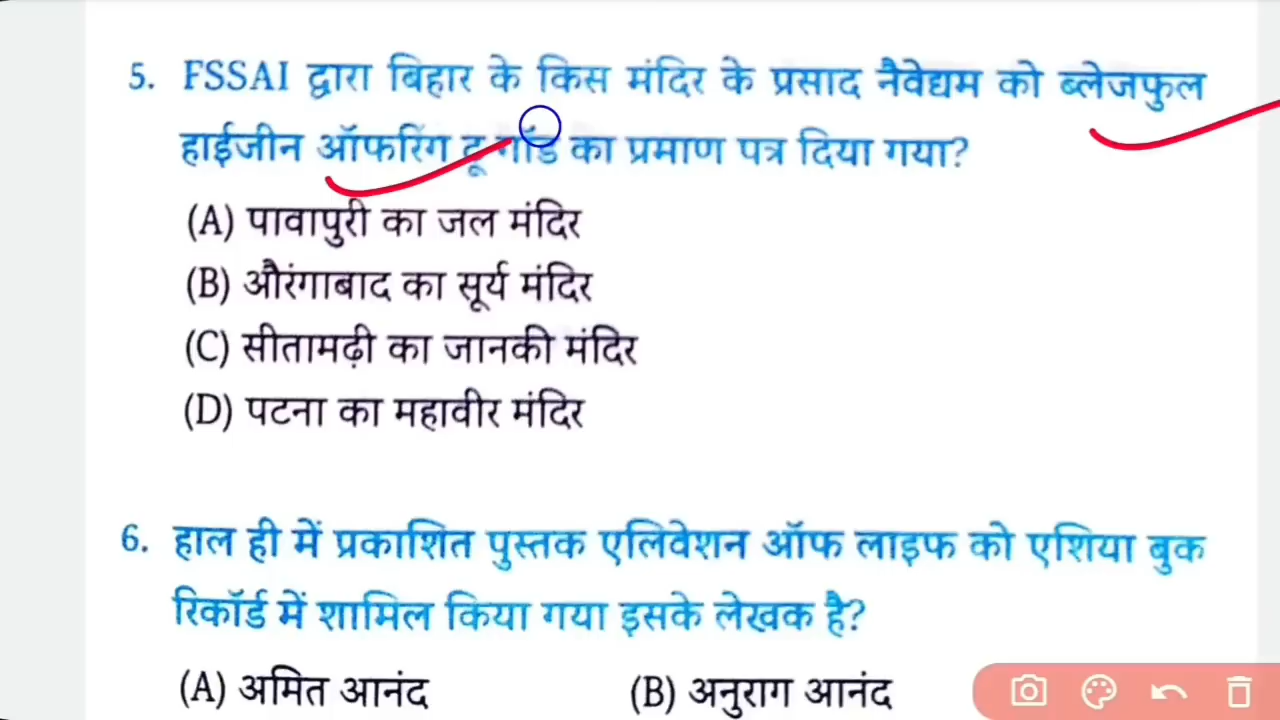 5. FSSAI द्वारा बिहार के किस मंदिर के प्रसाद नैवेद्यम को ब्लेजफुल
हाईजीन ऑफरिंग टू गॉड का प्रमाण पत्र दिया गया?
(A) पावापुरी का जल मंदिर
(B) औरंगाबाद का सूर्य मंदिर
(C) सीतामढ़ी का जानकी मंदिर
(D) पटना का महावीर मंदिर
6. हाल ही में प्रकाशित पुस्तक एलिवेशन ऑफ लाइफ को एशिया बुक
रिकॉर्ड में शामिल किया गया इसके लेखक है?
(A) अमित आनंद (B) अनुराग आनंद